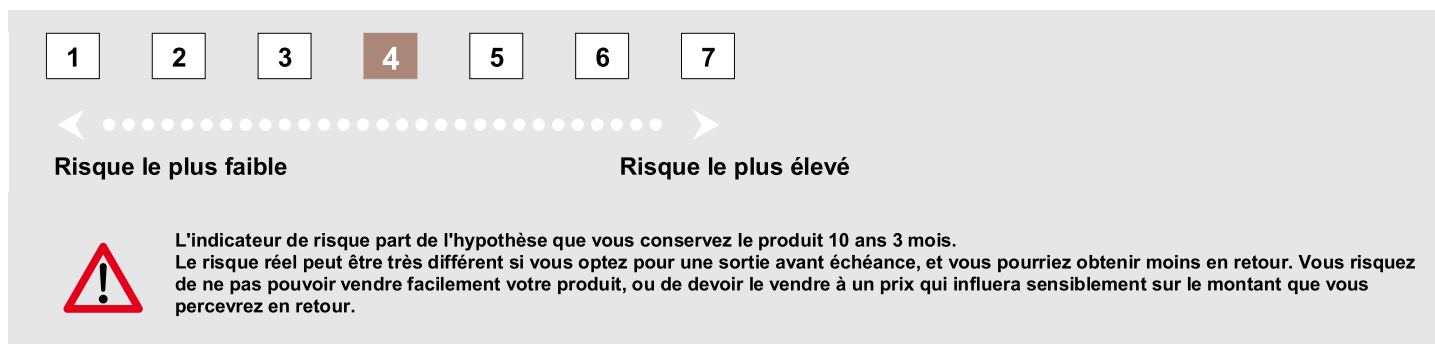 1 2 3 4 5 6 7
Risque le plus faible Risque le plus élevé
L'indicateur de risque part de l'hypothèse que vous conservez le produit 10 ans 3 mois.
Le risque réel peut être très différent si vous optez pour une sortie avant échéance, et vous pourriez obtenir moins en retour. Vous risquez
de ne pas pouvoir vendre facilement votre produit, ou de devoir le vendre à un prix qui influera sensiblement sur le montant que vous
percevrez en retour.